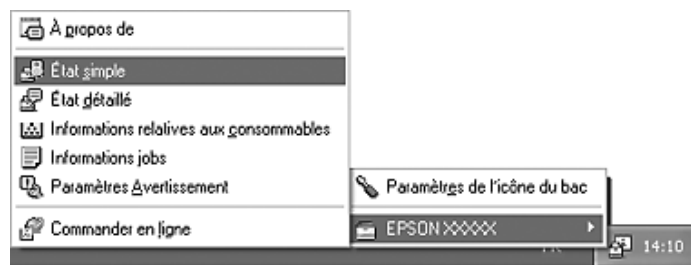 À propos de
État simple
État détaillé
Informations relatives aux consommables
Informations jobs
Paramètres Avertissement
Commander en ligne
Paramètres de l'icône du bac
EPSON XXXXX
14:10